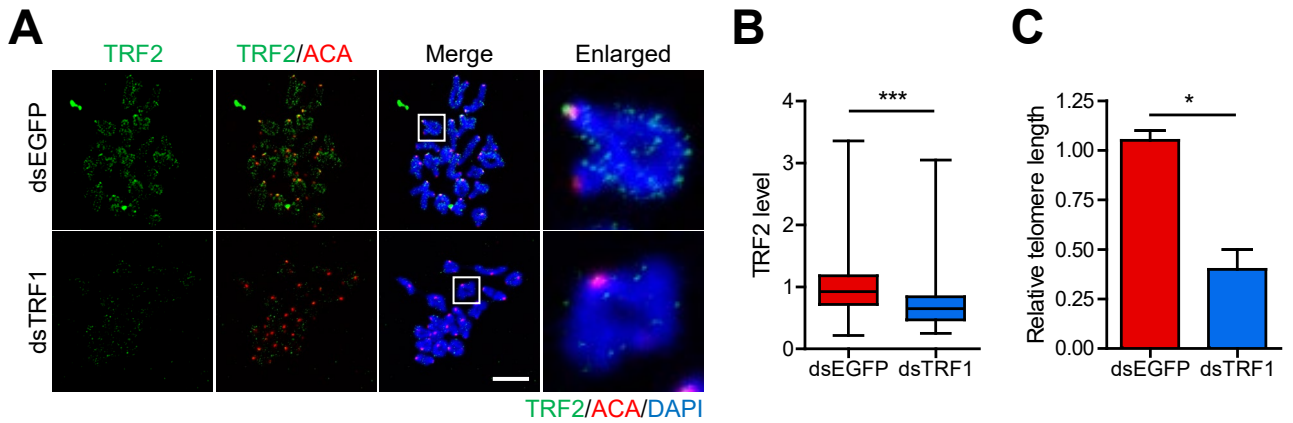 A
TRF2
TRF2/ACA
Merge
Enlarged
dsEGFP
dsTRF1
TRF2/ACA/DAPI
B
TRF2 level
4
3
2
1
0
***
dsEGFP
dsTRF1
C
Relative telomere length
1.25
1.00
0.75
0.50
0.25
0.00
*
dsEGFP
dsTRF1